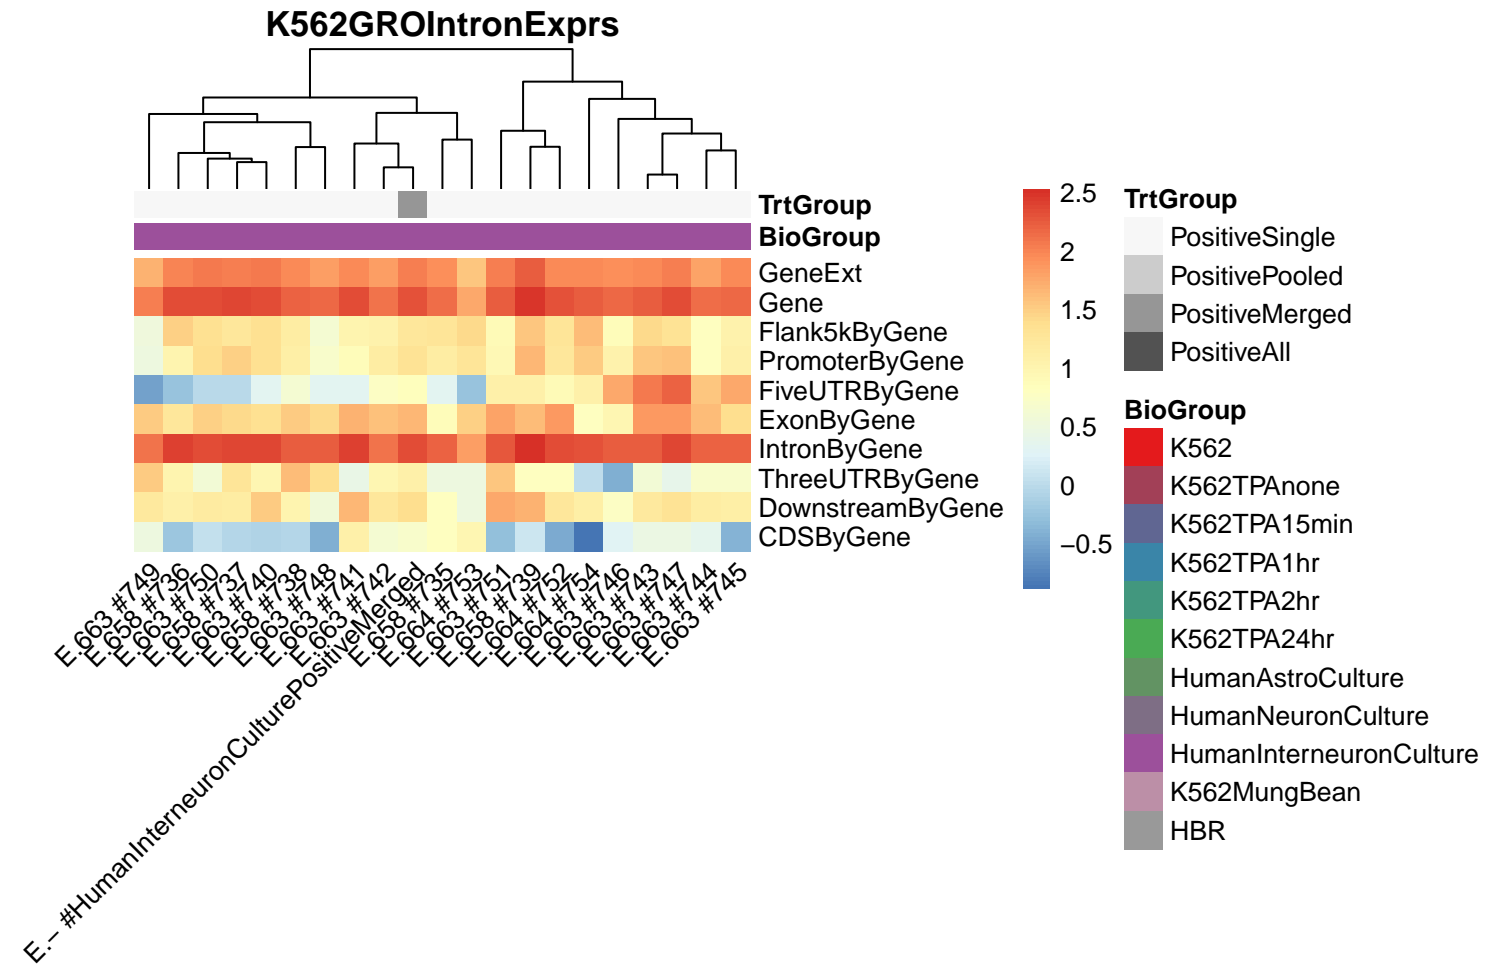 K562GROIntronExprs
TrtGroup
BioGroup
GeneExt
Gene
Flank5kByGene
PromoterByGene
FiveUTRByGene
ExonByGene
IntronByGene
ThreeUTRByGene
DownstreamByGene
CDSByGene
E.663 #749
E.658 #736
E.663 #750
E.658 #737
E.663 #740
E.658 #738
E.663 #748
E.663 #741
E.663 #742
E.− #HumanInterneuronCulturePositiveMerged
E.658 #735
E.664 #753
E.663 #751
E.658 #739
E.664 #752
E.664 #754
E.663 #746
E.663 #743
E.663 #747
E.663 #744
E.663 #745
2.5
2
1.5
1
0.5
0
−0.5
TrtGroup
PositiveSingle
PositivePooled
PositiveMerged
PositiveAll
BioGroup
K562
K562TPAnone
K562TPA15min
K562TPA1hr
K562TPA2hr
K562TPA24hr
HumanAstroCulture
HumanNeuronCulture
HumanInterneuronCulture
K562MungBean
HBR